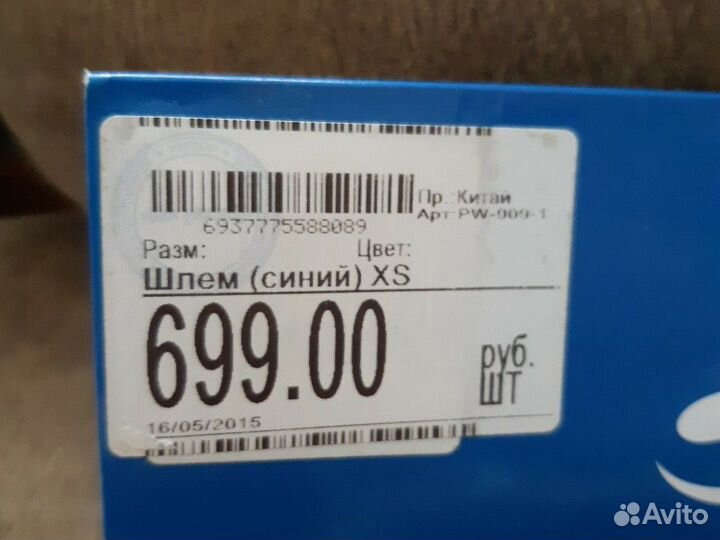 Пр.:Китай
Арт:PW-909-1
6937775588089
Разм: Цвет:
Шлем (синий) XS
699.00 руб.
ШТ
16/05/2015
Avito